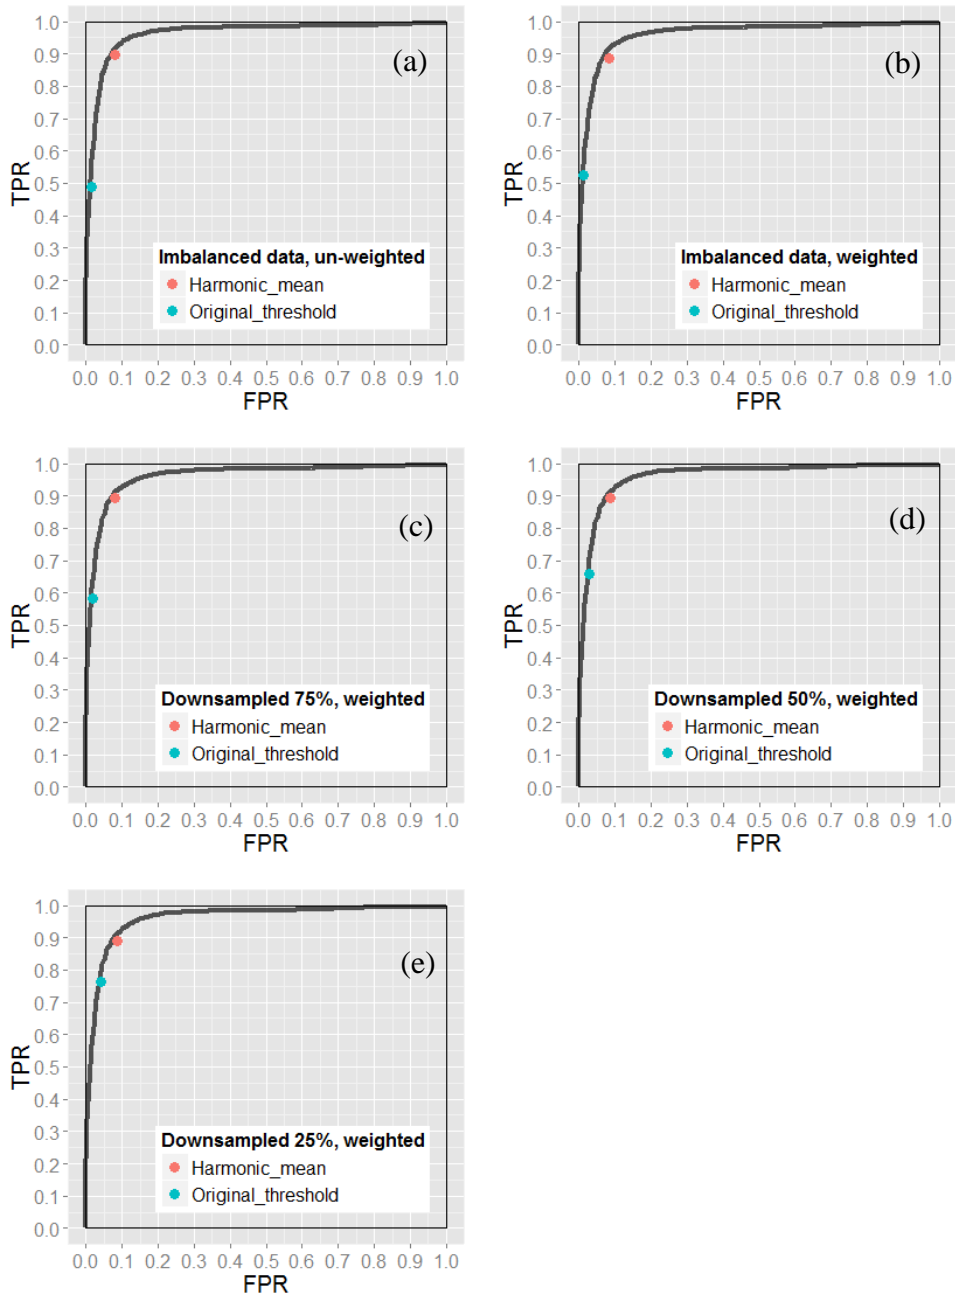 1.0
0.9
0.8
0.7
0.6
0.5
0.4
0.3
0.2
0.1
0.0
TPR
(a)
Imbalanced data, un-weighted
Harmonic_mean
Original_threshold
0.0 0.1 0.2 0.3 0.4 0.5 0.6 0.7 0.8 0.9 1.0
FPR
1.0
0.9
0.8
0.7
0.6
0.5
0.4
0.3
0.2
0.1
0.0
TPR
(b)
Imbalanced data, weighted
Harmonic_mean
Original_threshold
0.0 0.1 0.2 0.3 0.4 0.5 0.6 0.7 0.8 0.9 1.0
FPR
1.0
0.9
0.8
0.7
0.6
0.5
0.4
0.3
0.2
0.1
0.0
TPR
(c)
Downsampled 75%, weighted
Harmonic_mean
Original_threshold
0.0 0.1 0.2 0.3 0.4 0.5 0.6 0.7 0.8 0.9 1.0
FPR
1.0
0.9
0.8
0.7
0.6
0.5
0.4
0.3
0.2
0.1
0.0
TPR
(d)
Downsampled 50%, weighted
Harmonic_mean
Original_threshold
0.0 0.1 0.2 0.3 0.4 0.5 0.6 0.7 0.8 0.9 1.0
FPR
1.0
0.9
0.8
0.7
0.6
0.5
0.4
0.3
0.2
0.1
0.0
TPR
(e)
Downsampled 25%, weighted
Harmonic_mean
Original_threshold
0.0 0.1 0.2 0.3 0.4 0.5 0.6 0.7 0.8 0.9 1.0
FPR